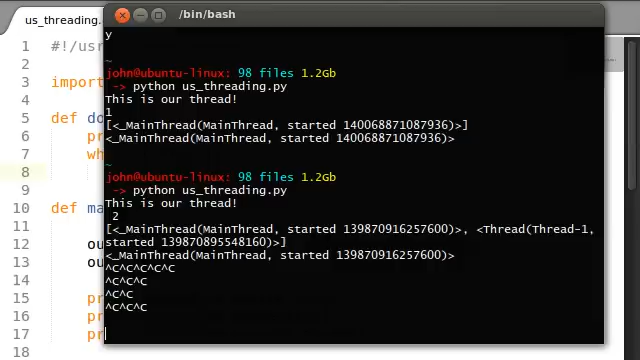 us_threading.
/bin/bash
1 #!/us
2
3 impor
4
5 def do
6 pr
7 wh
8
9
10 def ma
11
12 ou
13 ou
14
15 pr
16 pr
17 pr
18
y
~
john@ubuntu-linux: 98 files 1.2Gb
-> python us_threading.py
This is our thread!
1
[<_MainThread(MainThread, started 140068871087936)>]
<_MainThread(MainThread, started 140068871087936)>
~
john@ubuntu-linux: 98 files 1.2Gb
-> python us_threading.py
This is our thread!
2
[<_MainThread(MainThread, started 139870916257600)>, <Thread(Thread-1,
started 139870895548160)>]
<_MainThread(MainThread, started 139870916257600)>
^C^C^C^C^C
^C^C^C
^C^C
^C^C^C